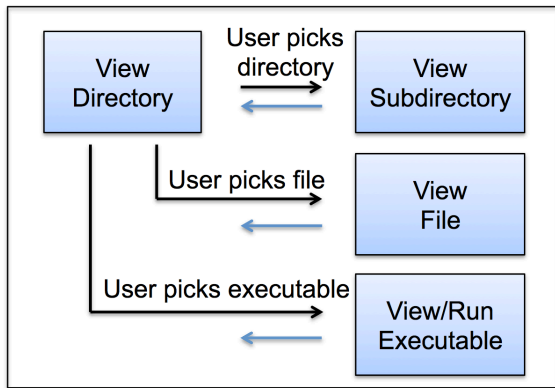 View
Directory
User picks
directory
View
Subdirectory
User picks file
View
File
User picks executable
View/Run
Executable